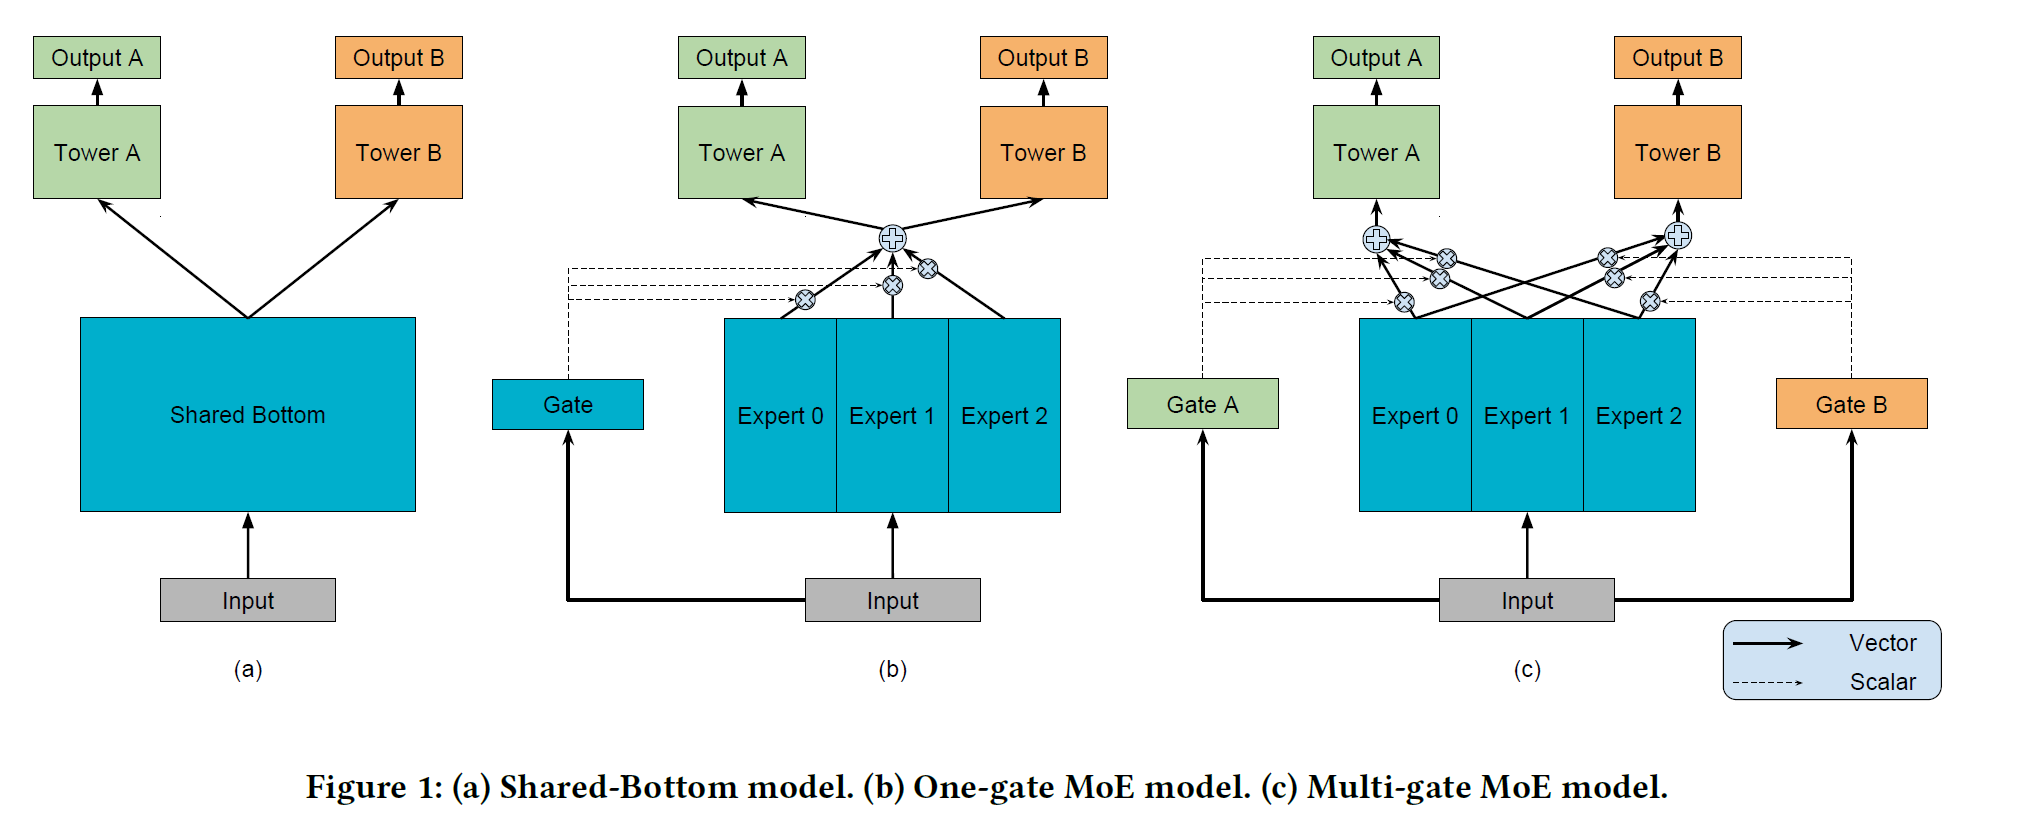 Output A
Output B
Tower A
Tower B
Shared Bottom
Input
(a)
Output A
Output B
Tower A
Tower B
Gate
Expert 0
Expert 1
Expert 2
Input
(b)
Output A
Output B
Tower A
Tower B
Gate A
Expert 0
Expert 1
Expert 2
Gate B
Input
(c)
Vector
Scalar
Figure 1: (a) Shared-Bottom model. (b) One-gate MoE model. (c) Multi-gate MoE model.